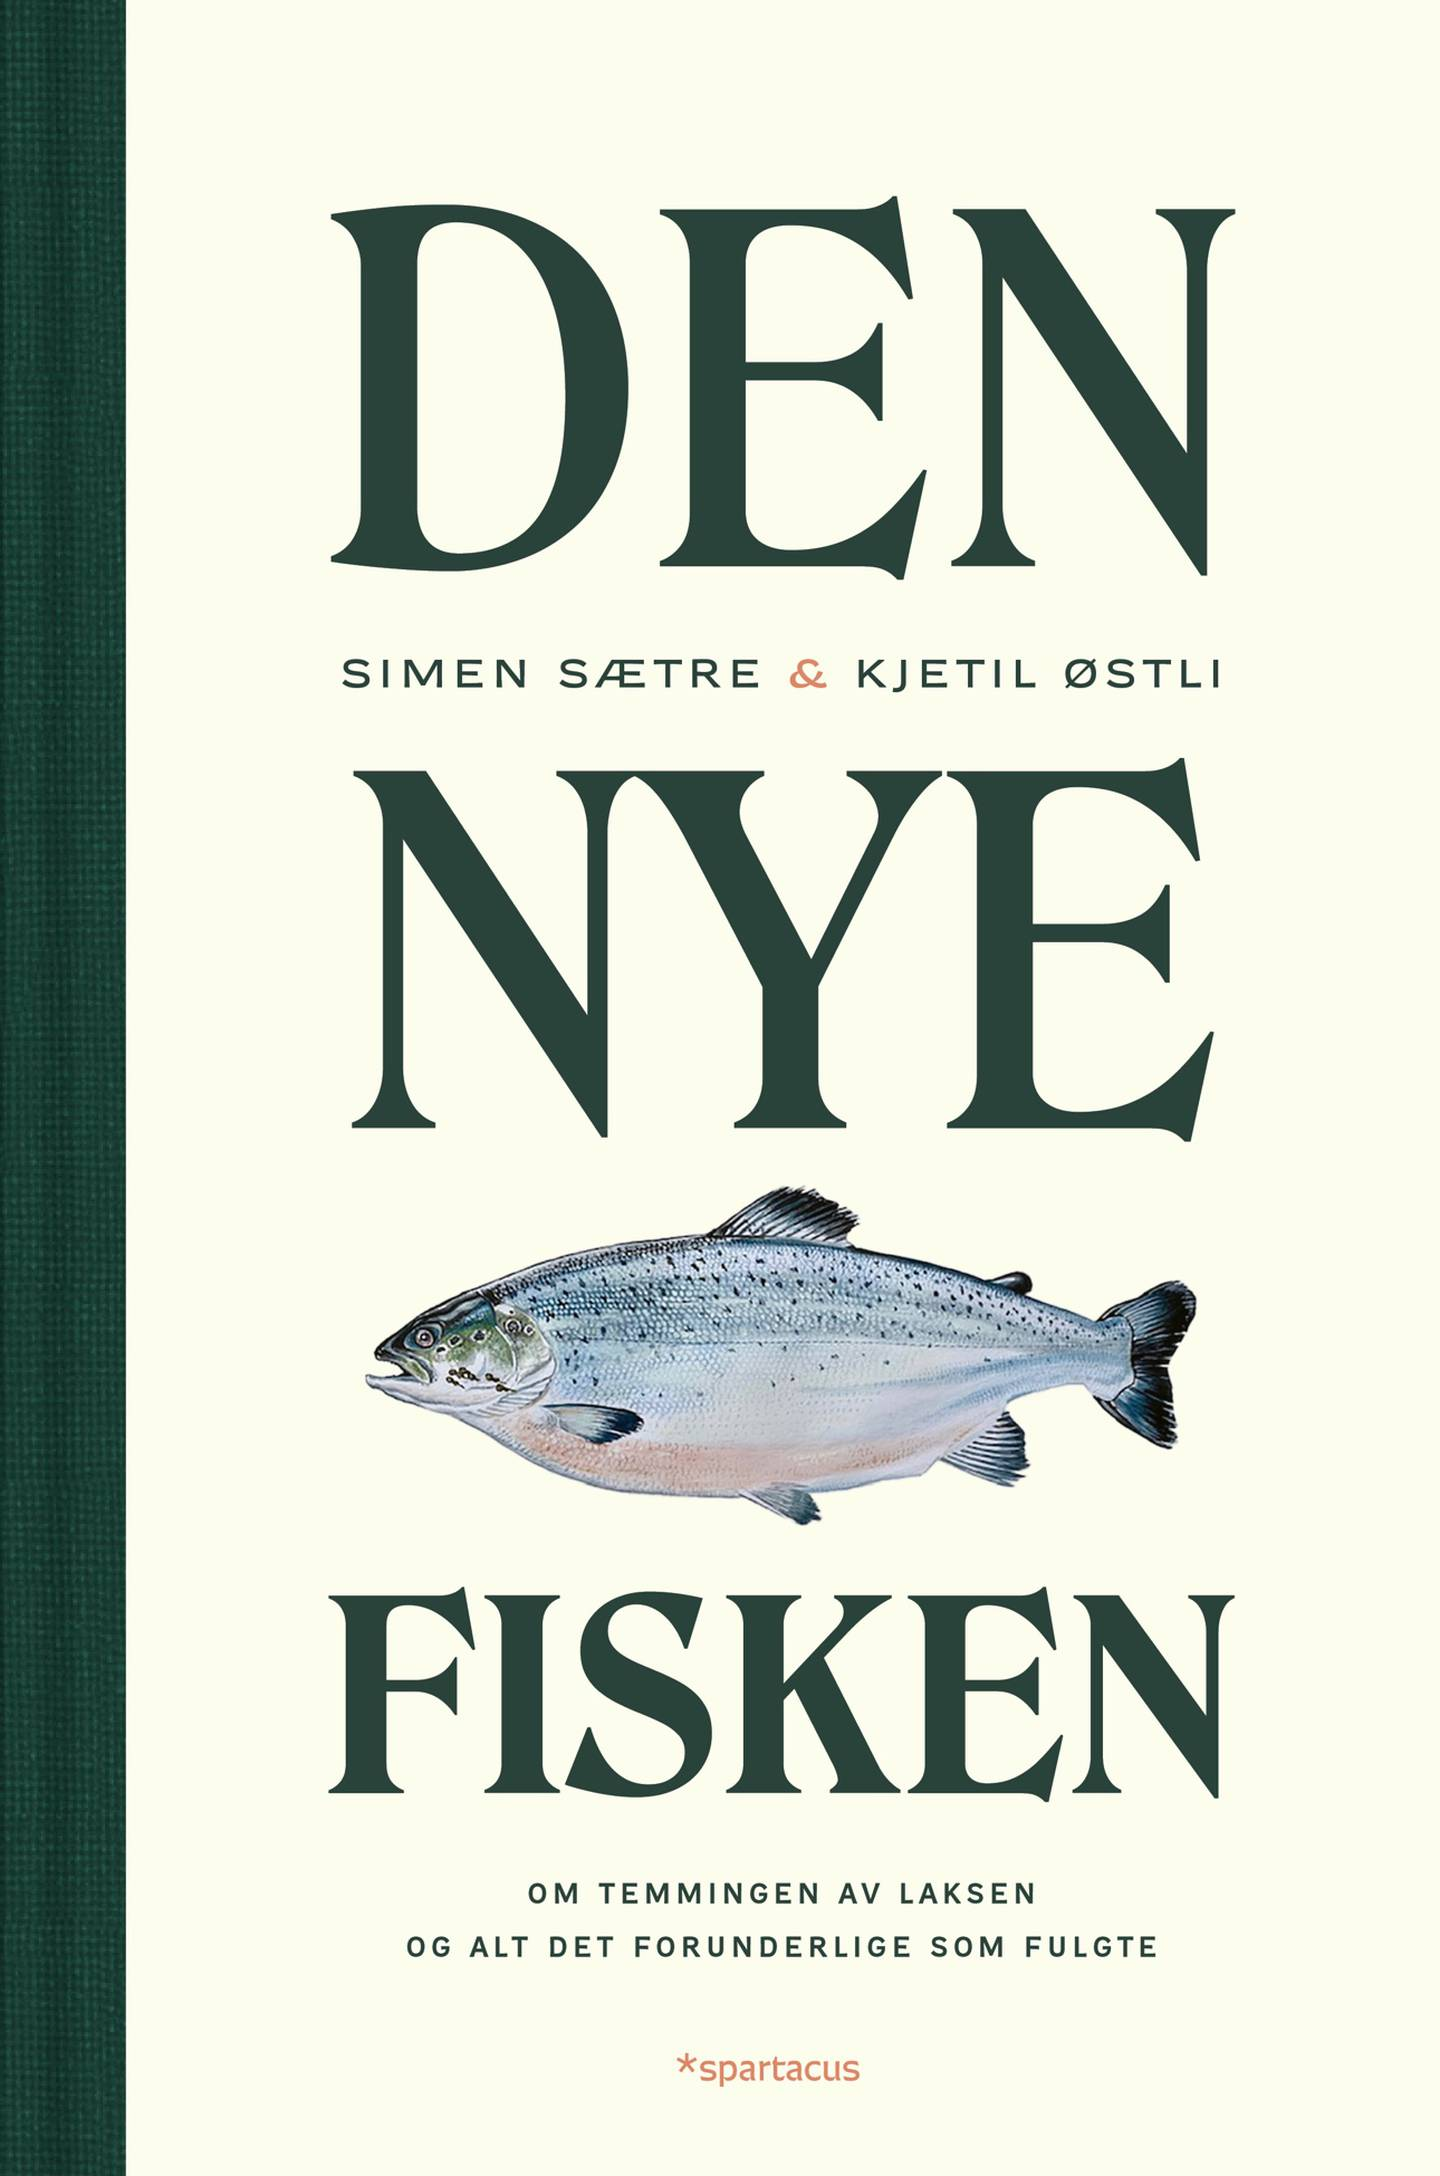 DEN
SIMEN SÆTRE & KJETIL ØSTLI
NYE
FISKEN
OM TEMMINGEN AV LAKSEN
OG ALT DET FORUNDERLIGE SOM FULGTE
*spartacus